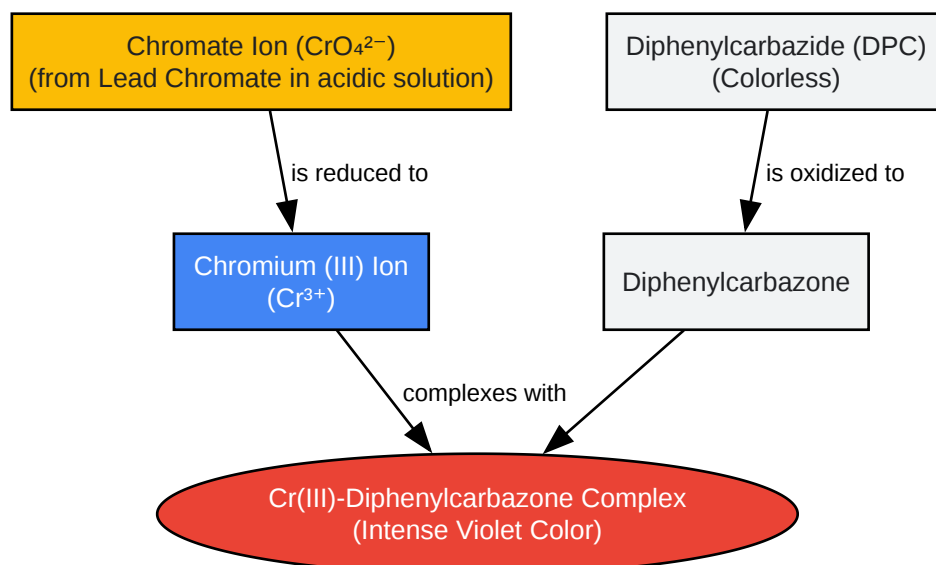 Chromate Ion (CrO₄²⁻)
(from Lead Chromate in acidic solution)
Diphenylcarbazide (DPC)
(Colorless)
is reduced to
is oxidized to
Chromium (III) Ion
(Cr³⁺)
Diphenylcarbazone
complexes with
Cr(III)-Diphenylcarbazone Complex
(Intense Violet Color)